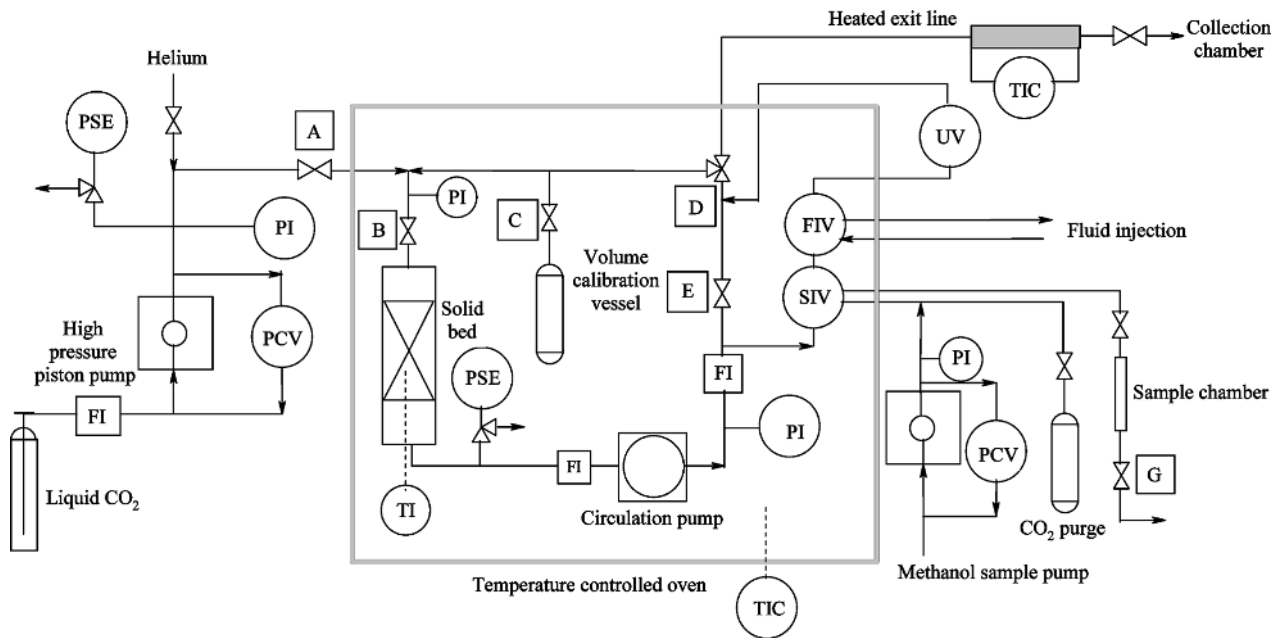 Heated exit line
Collection
chamber
Helium
TIC
PSE
A
UV
PI
B
C
D
FIV
Fluid injection
PI
Volume
calibration
vessel
E
SIV
High
pressure
piston pump
PCV
Solid
bed
PSE
FI
PI
Sample chamber
FI
PI
PCV
FI
G
Liquid CO₂
TI
Circulation pump
CO₂ purge
Methanol sample pump
Temperature controlled oven
TIC